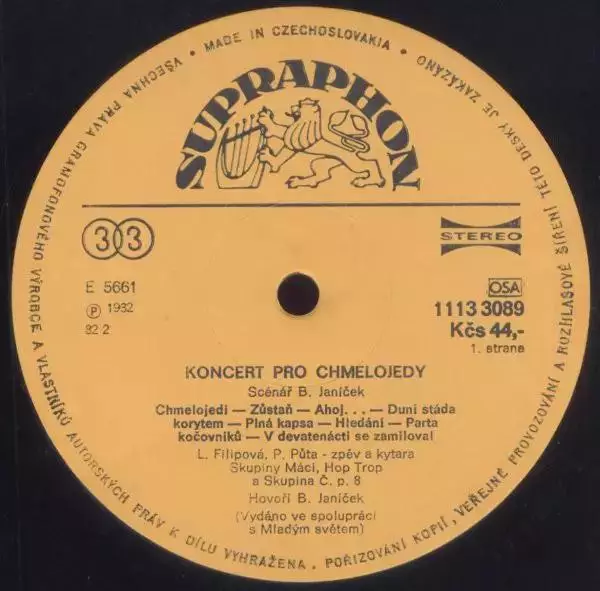 VŠECHNA PRÁVA GRAMOFONOVÉHO VÝROBCE A VLASTNÍKŮ AUTORSKÝCH PRÁV K DÍLU VYHRAŽENA . POŘIZOVÁNÍ KOPIÍ, VEŘEJNÉ PROVOZOVÁNÍ A ROZHLASOVÉ ŠÍŘENÍ TÉTO DESKY JE ZAKÁZÁNO
• MADE IN CZECHOSLOVAKIA •
SUPRAPHON
33
STEREO
E 5661
OSA
Ⓟ 1982
1113 3089
82 2
Kčs 44,-
1. strana
KONCERT PRO CHMELOJEDY
Scénář B. Janíček
Chmelojedi — Zůstaň — Ahoj... — Duní stáda
korytem — Plná kapsa — Hledání — Parta
kočovníků — V devatenácti se zamiloval
L. Filipová, P. Půta - zpěv a kytara
Skupiny Máci, Hop Trop
a Skupina Č. p. 8
Hovoří B. Janíček
(Vydáno ve spolupráci
s Mladým světem)